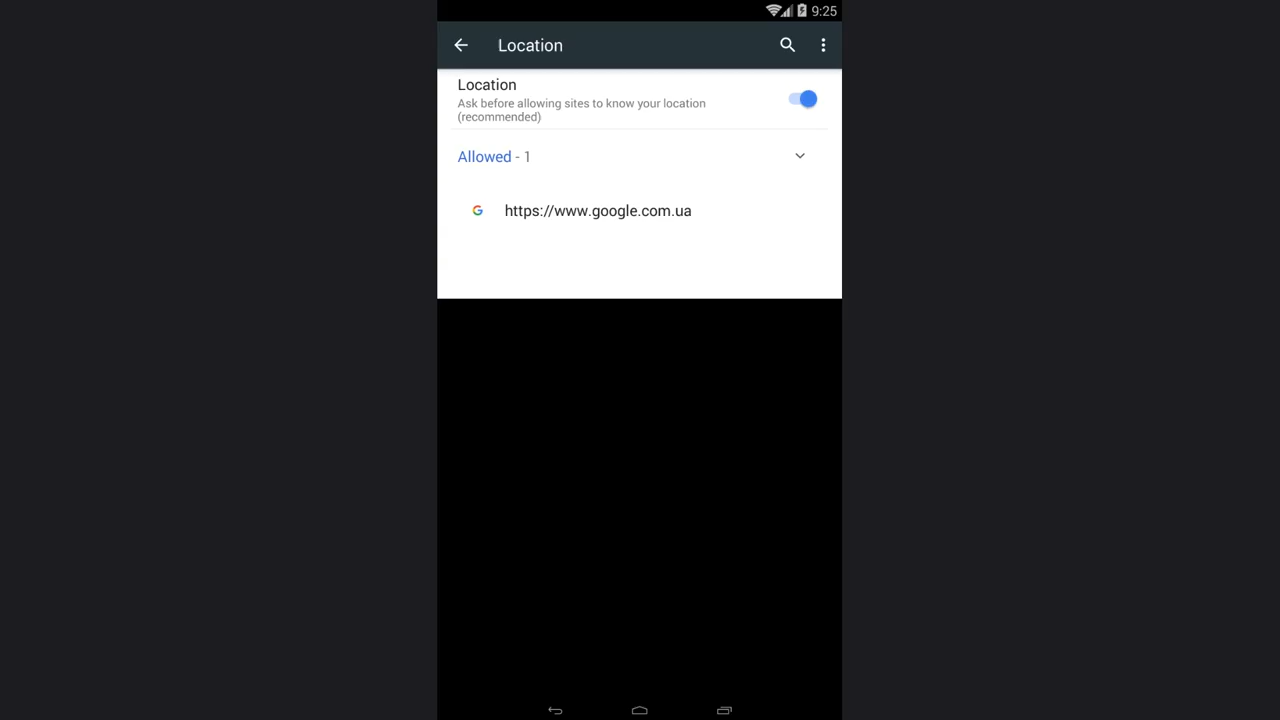 9:25
Location
Location
Ask before allowing sites to know your location
(recommended)
Allowed - 1
https://www.google.com.ua